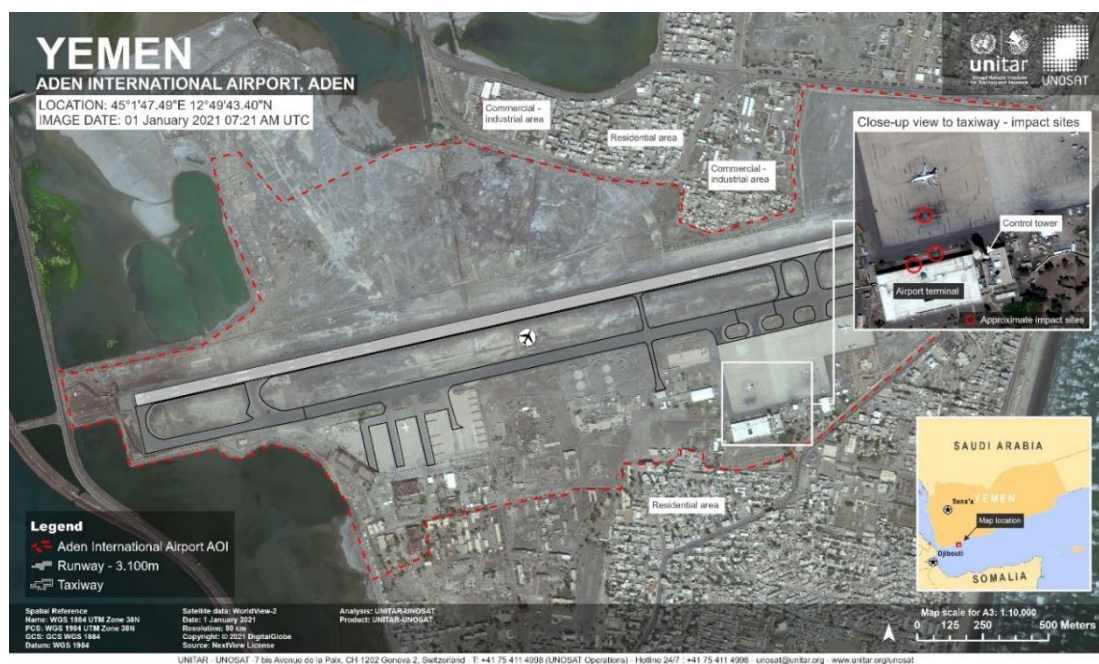 YEMEN
ADEN INTERNATIONAL AIRPORT, ADEN
LOCATION: 45°1'47.49"E 12°49'43.40"N
IMAGE DATE: 01 January 2021 07:21 AM UTC
unitar
United Nations Institute
for Training and Research
UNOSAT
Commercial -
industrial area
Residential area
Commercial -
industrial area
Close-up view to taxiway - impact sites
Control tower
Airport terminal
Approximate impact sites
Residential area
SAUDI ARABIA
YEMEN
Sana'a
Map location
Djibouti
SOMALIA
Legend
Aden International Airport AOI
Runway - 3.100m
Taxiway
Spatial Reference
Name: WGS 1984 UTM Zone 38N
PCS: WGS 1984 UTM Zone 38N
GCS: GCS WGS 1984
Datum: WGS 1984
Satellite data: WorldView-2
Date: 1 January 2021
Resolution: 50 cm
Copyright: © 2021 DigitalGlobe
Source: NextView License
Analysis: UNITAR-UNOSAT
Product: UNITAR-UNOSAT
Map scale for A3: 1:10,000
0 125 250 500 Meters
UNITAR - UNOSAT -7 bis Avenue de la Paix, CH-1202 Geneva 2, Switzerland - T: +41 75 411 4998 (UNOSAT Operations) - Hotline 24/7 : +41 75 411 4998 - unosat@unitar.org - www.unitar.org/unosat